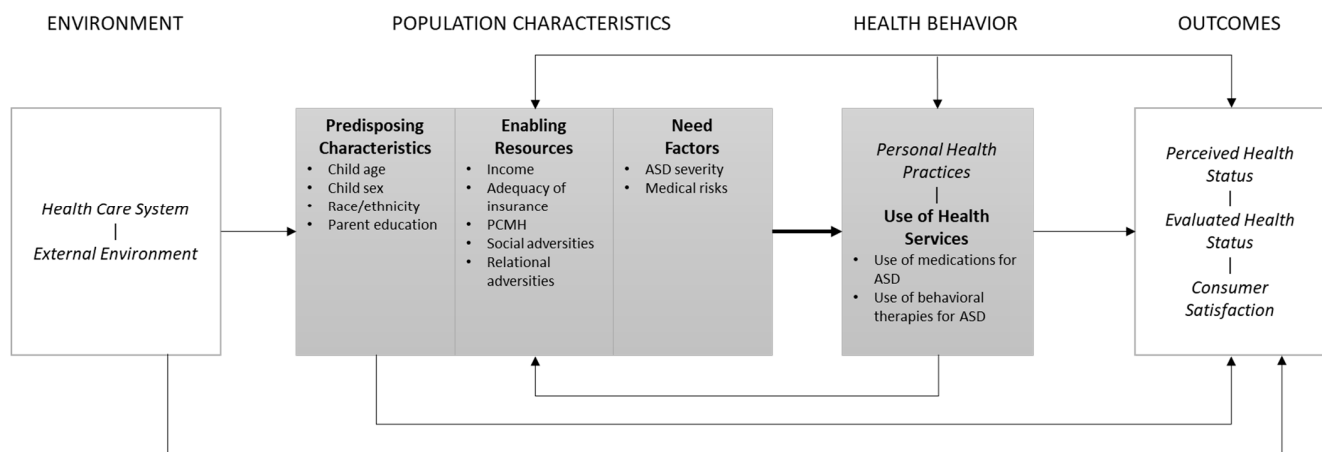 ENVIRONMENT
POPULATION CHARACTERISTICS
HEALTH BEHAVIOR
OUTCOMES
Health Care System
External Environment
Predisposing
Characteristics
• Child age
• Child sex
• Race/ethnicity
• Parent education
Enabling
Resources
• Income
• Adequacy of
insurance
• PCMH
• Social adversities
• Relational
adversities
Need
Factors
• ASD severity
• Medical risks
Personal Health
Practices
Use of Health
Services
• Use of medications for
ASD
• Use of behavioral
therapies for ASD
Perceived Health
Status
Evaluated Health
Status
Consumer
Satisfaction